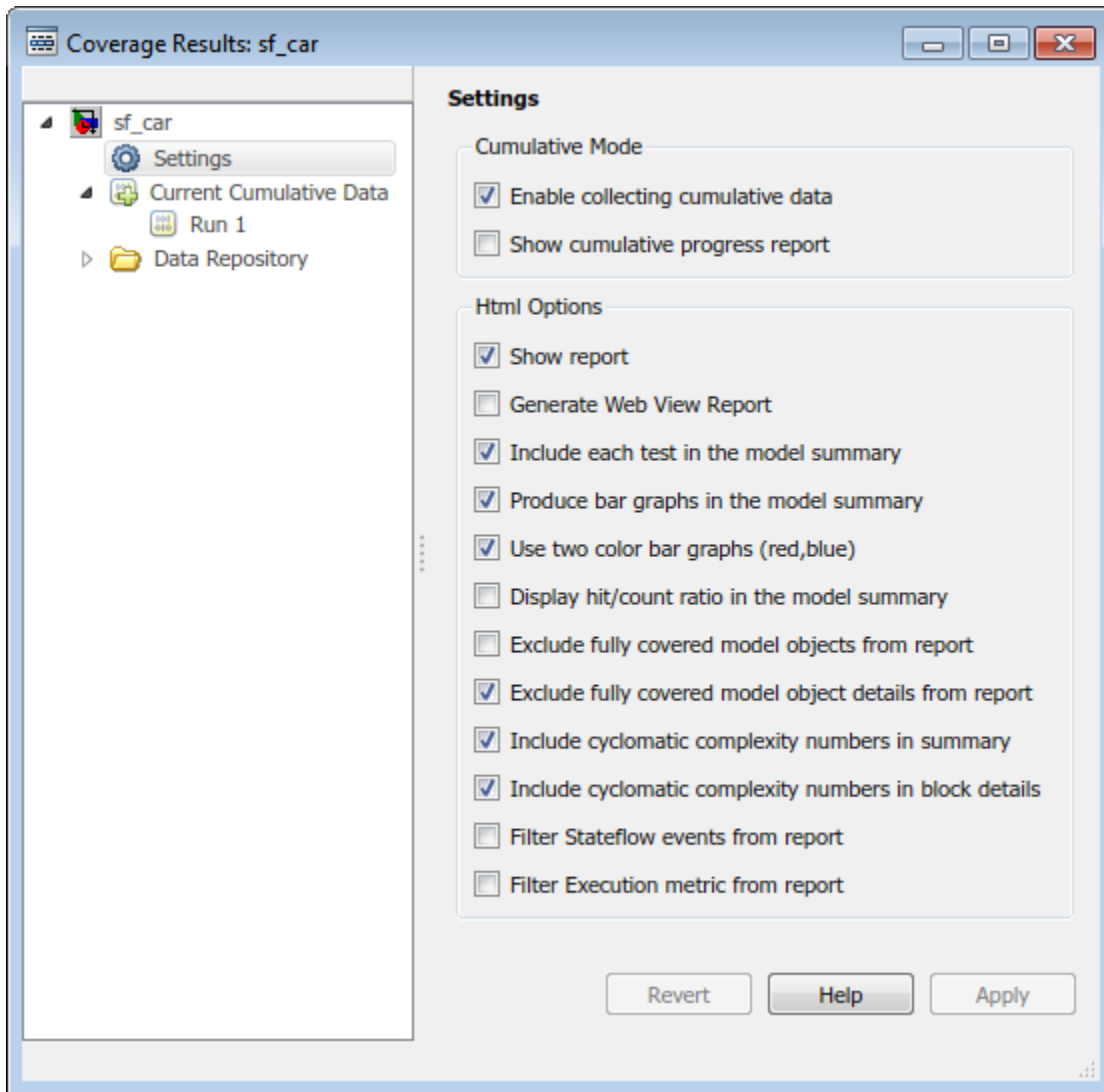 Coverage Results: sf_car
sf_car
Settings
Current Cumulative Data
Run 1
Data Repository
Settings
Cumulative Mode
Enable collecting cumulative data
Show cumulative progress report
Html Options
Show report
Generate Web View Report
Include each test in the model summary
Produce bar graphs in the model summary
Use two color bar graphs (red,blue)
Display hit/count ratio in the model summary
Exclude fully covered model objects from report
Exclude fully covered model object details from report
Include cyclomatic complexity numbers in summary
Include cyclomatic complexity numbers in block details
Filter Stateflow events from report
Filter Execution metric from report
Revert Help Apply